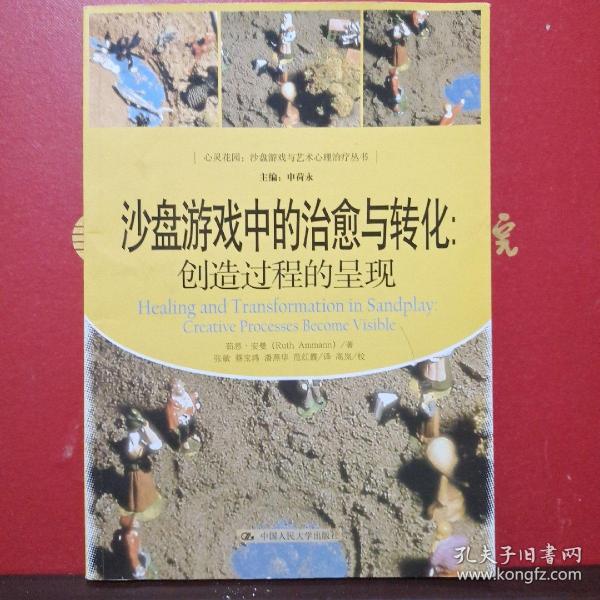 心灵花园:沙盘游戏与艺术心理治疗丛书
主编:申荷永
沙盘游戏中的治愈与转化:
创造过程的呈现
Healing and Transformation in Sandplay:
Creative Processes Become Visible
茹思·安曼(Ruth Ammann)/著
张敏 蔡宝鸿 潘燕华 范红霞/译 高岚/校
中国人民大学出版社
完
孔夫子旧书网
www.kongfz.com